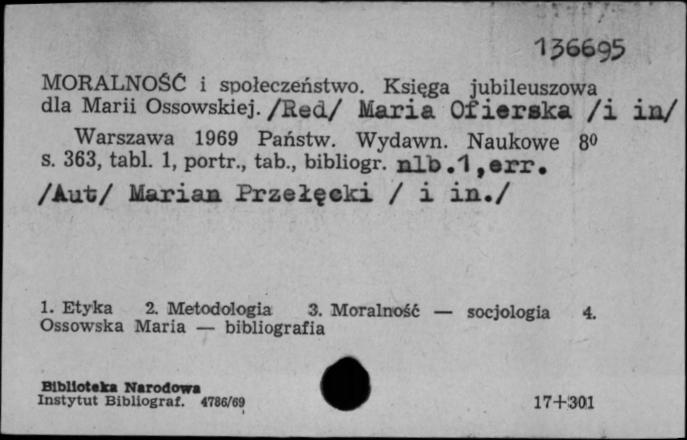 136695
MORALNOŚĆ i społeczeństwo. Księga jubileuszowa
dla Marii Ossowskiej. /Red/ Maria Ofierska /i in/
Warszawa 1969 Państw. Wydawn. Naukowe 8⁰
s. 363, tabl. 1, portr., tab., bibliogr. nlb.1,err.
/Aut/ Marian Przełęcki / i in./
1. Etyka 2. Metodologia 3. Moralność — socjologia 4.
Ossowska Maria — bibliografia
Biblioteka Narodowa
Instytut Bibliograf. 4786/69
17+301